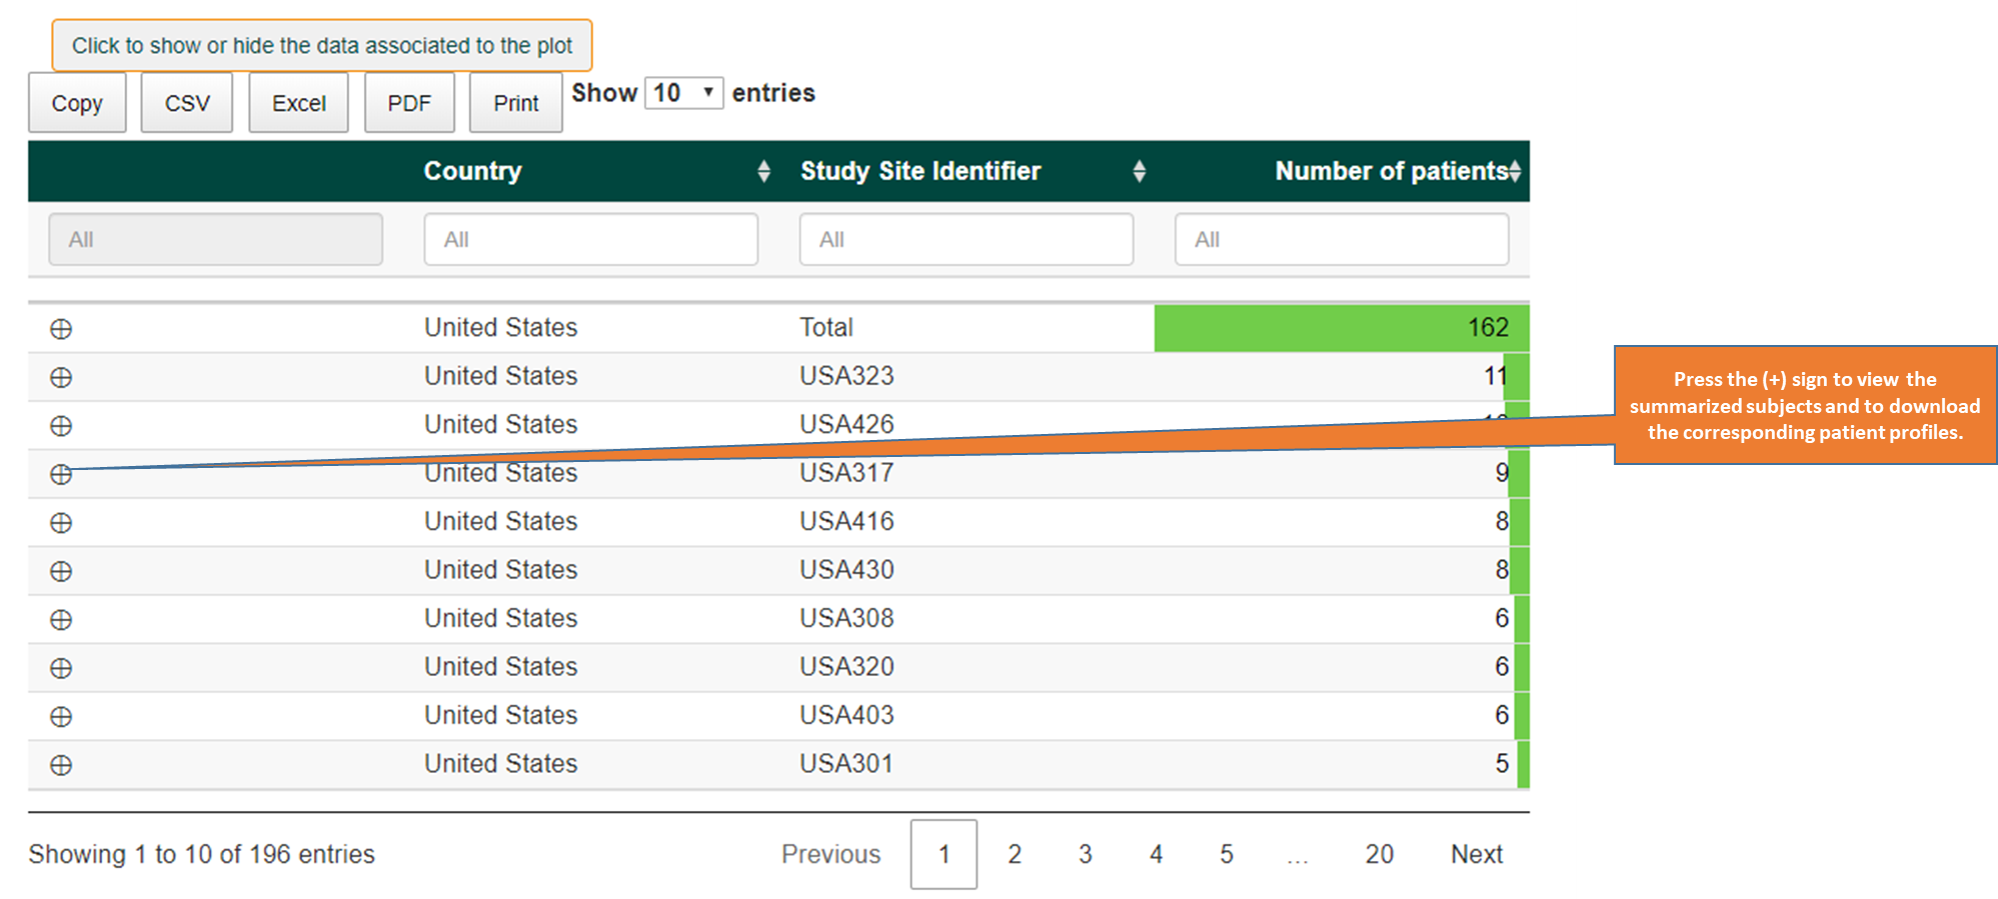 Click to show or hide the data associated to the plot
Copy CSV Excel PDF Print Show 10 entries
Country Study Site Identifier Number of patients
All All All All
United States Total 162
United States USA323 11
United States USA426
United States USA317 9
United States USA416 8
United States USA430 8
United States USA308 6
United States USA320 6
United States USA403 6
United States USA301 5
Press the (+) sign to view the
summarized subjects and to download
the corresponding patient profiles.
Showing 1 to 10 of 196 entries Previous 1 2 3 4 5 ... 20 Next